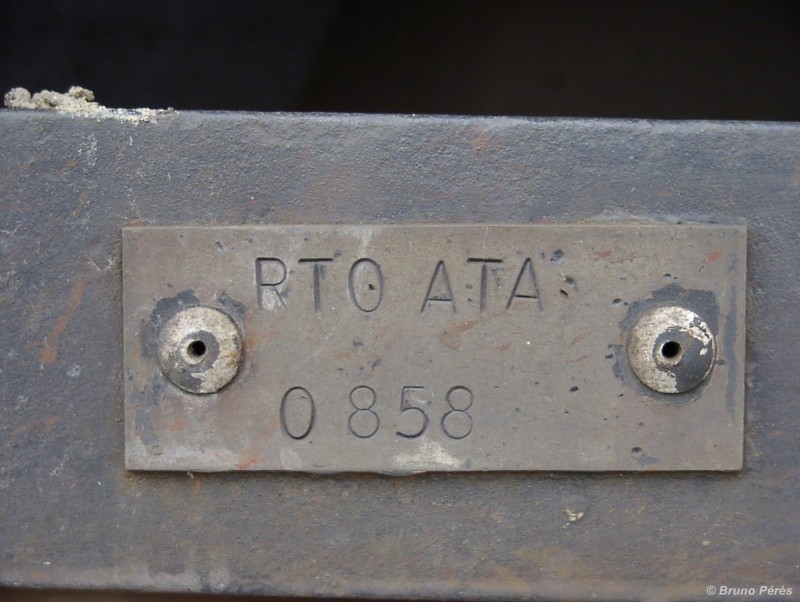 RTO ATA
0 858
© Bruno Pérès